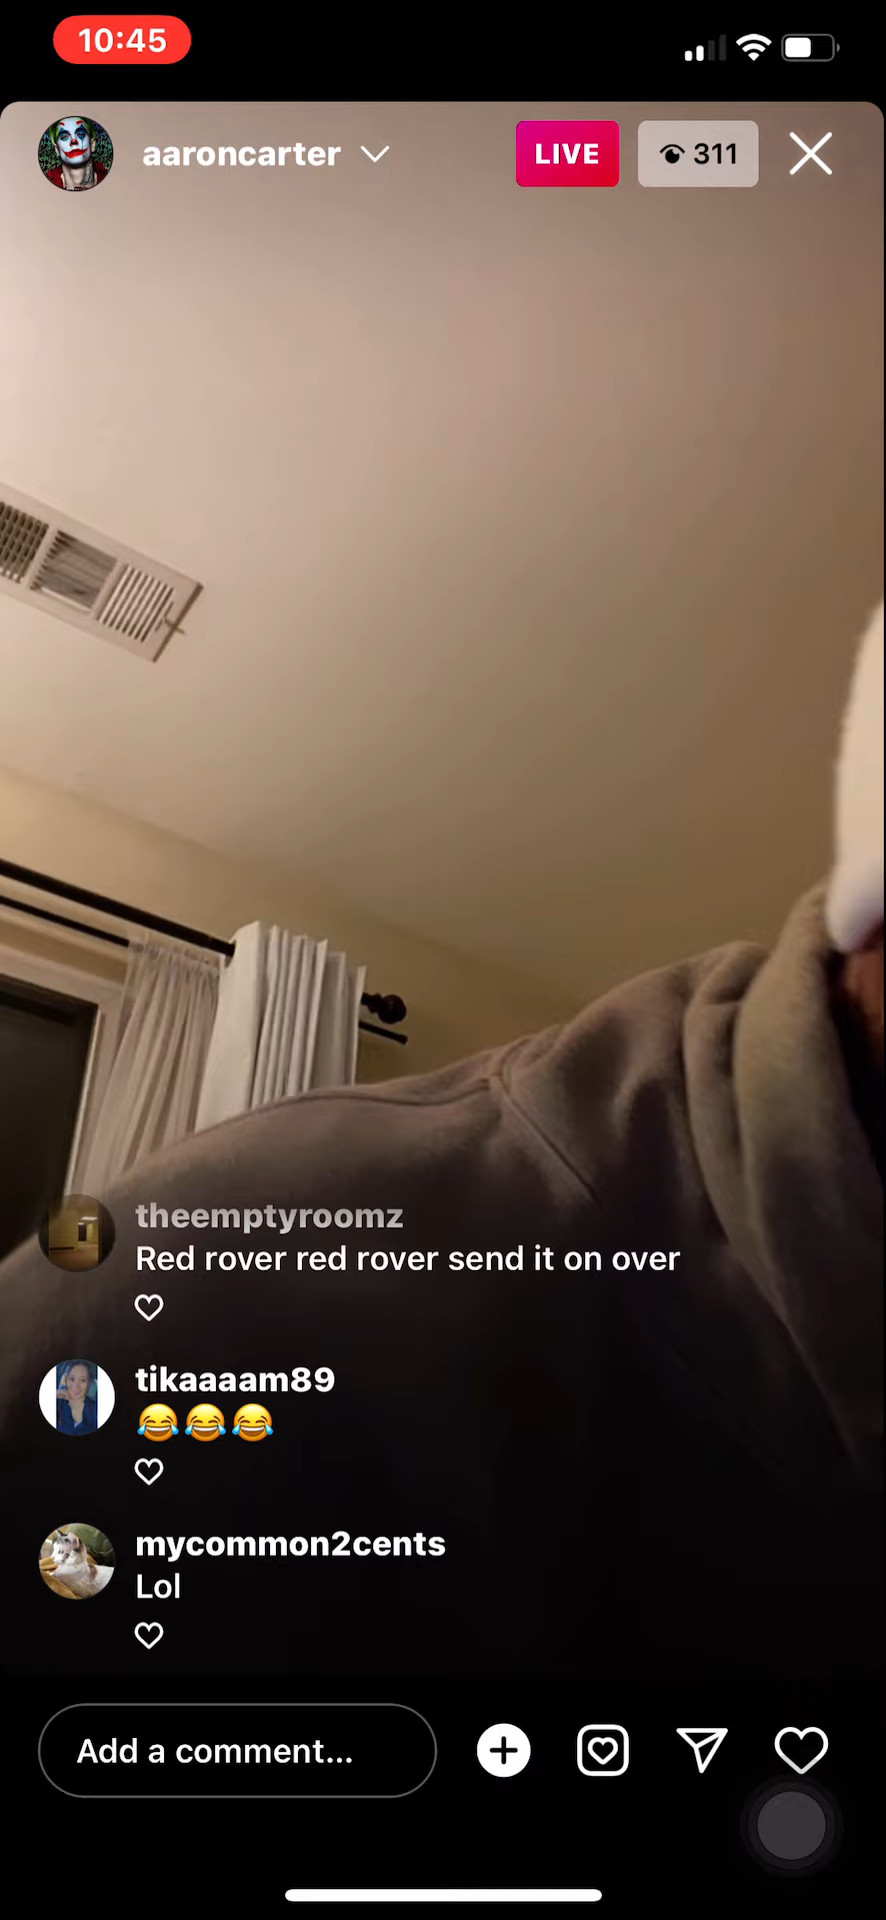 10:45
aaroncarter
LIVE
311
theemptyroomz
Red rover red rover send it on over
tikaaaam89
😂😂😂
mycommon2cents
Lol
Add a comment...